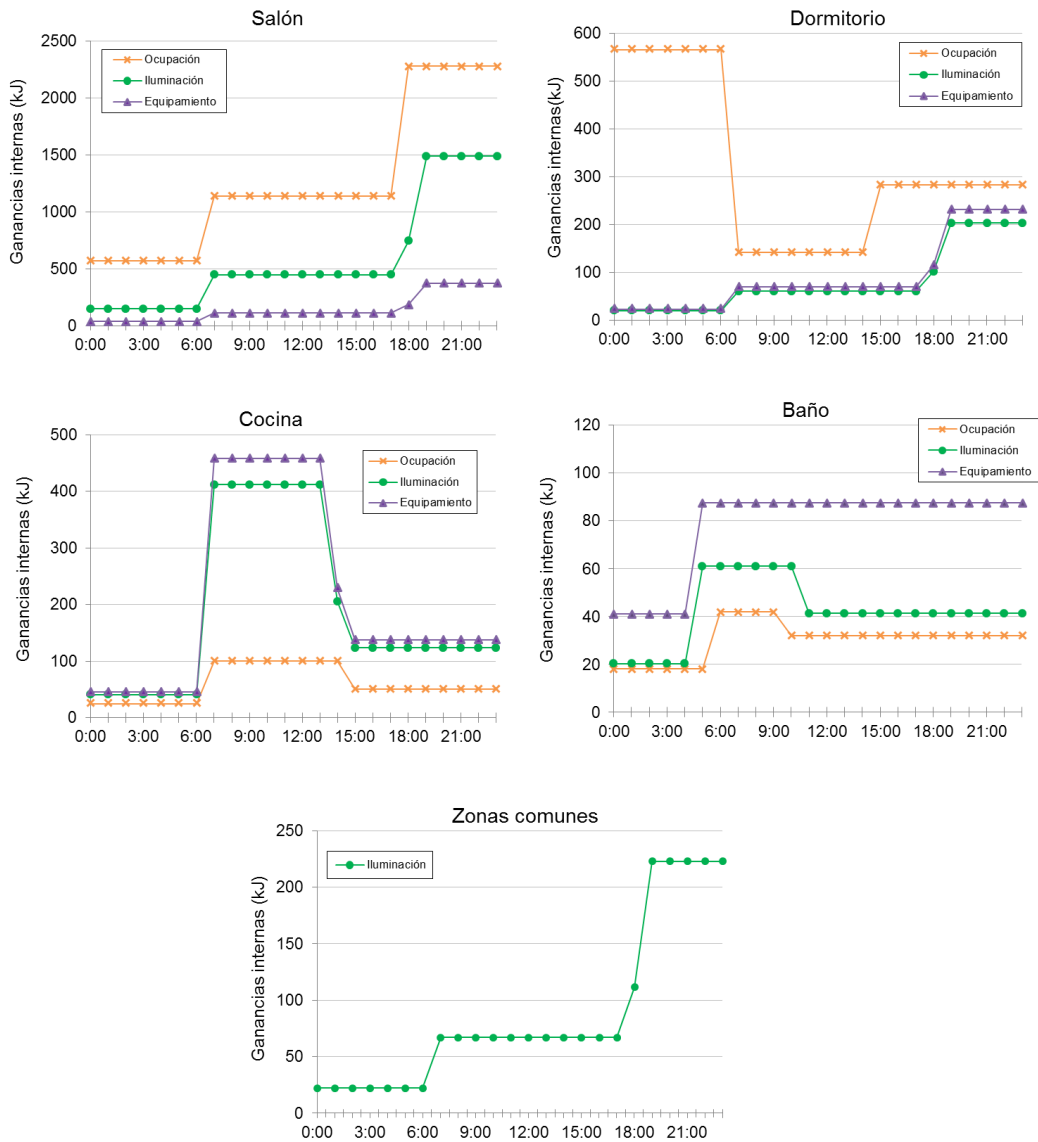 Salón
Ganancias internas (kJ)
2500
2000
1500
1000
500
0
Ocupación
Iluminación
Equipamiento
0:00 3:00 6:00 9:00 12:00 15:00 18:00 21:00
Dormitorio
Ganancias internas(kJ)
600
500
400
300
200
100
0
Ocupación
Iluminación
Equipamiento
0:00 3:00 6:00 9:00 12:00 15:00 18:00 21:00
Cocina
Ganancias internas (kJ)
500
400
300
200
100
0
Ocupación
Iluminación
Equipamiento
0:00 3:00 6:00 9:00 12:00 15:00 18:00 21:00
Baño
Ganancias internas (kJ)
120
100
80
60
40
20
0
Ocupación
Iluminación
Equipamiento
0:00 3:00 6:00 9:00 12:00 15:00 18:00 21:00
Zonas comunes
Ganancias internas (kJ)
250
200
150
100
50
0
Iluminación
0:00 3:00 6:00 9:00 12:00 15:00 18:00 21:00